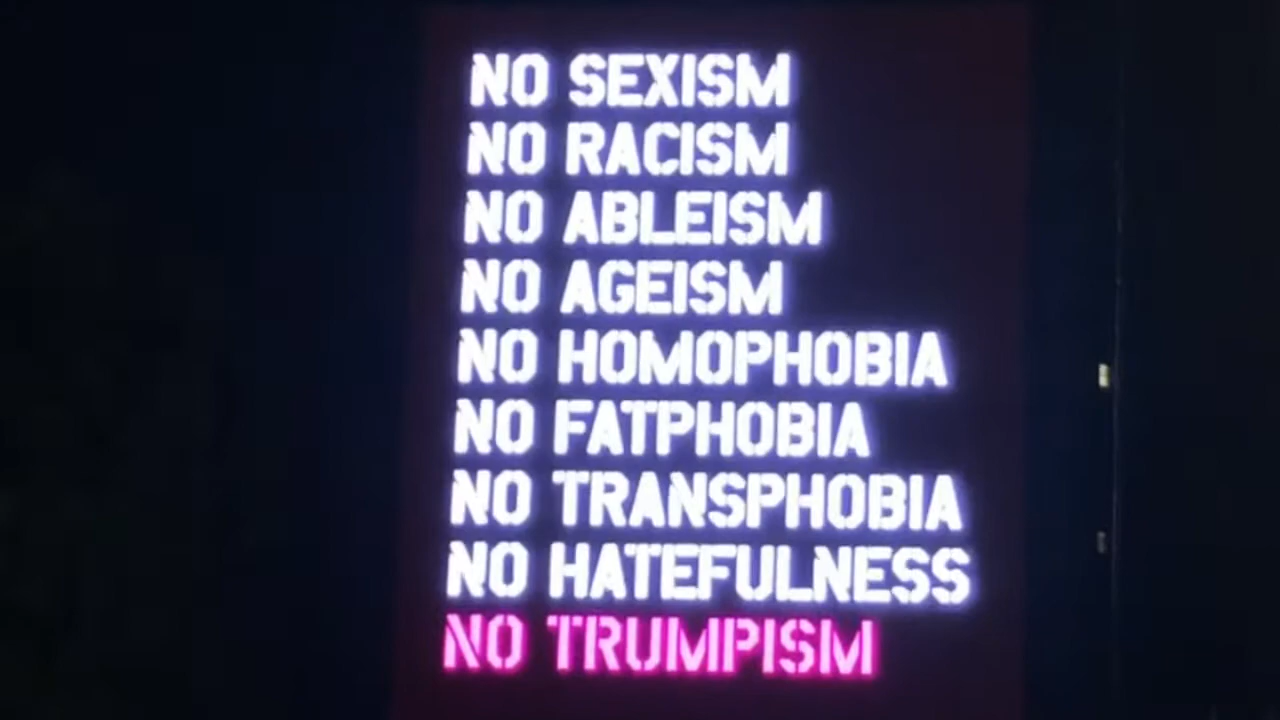 NO SEXISM
NO RACISM
NO ABLEISM
NO AGEISM
NO HOMOPHOBIA
NO FATPHOBIA
NO TRANSPHOBIA
NO HATEFULNESS
NO TRUMPISM